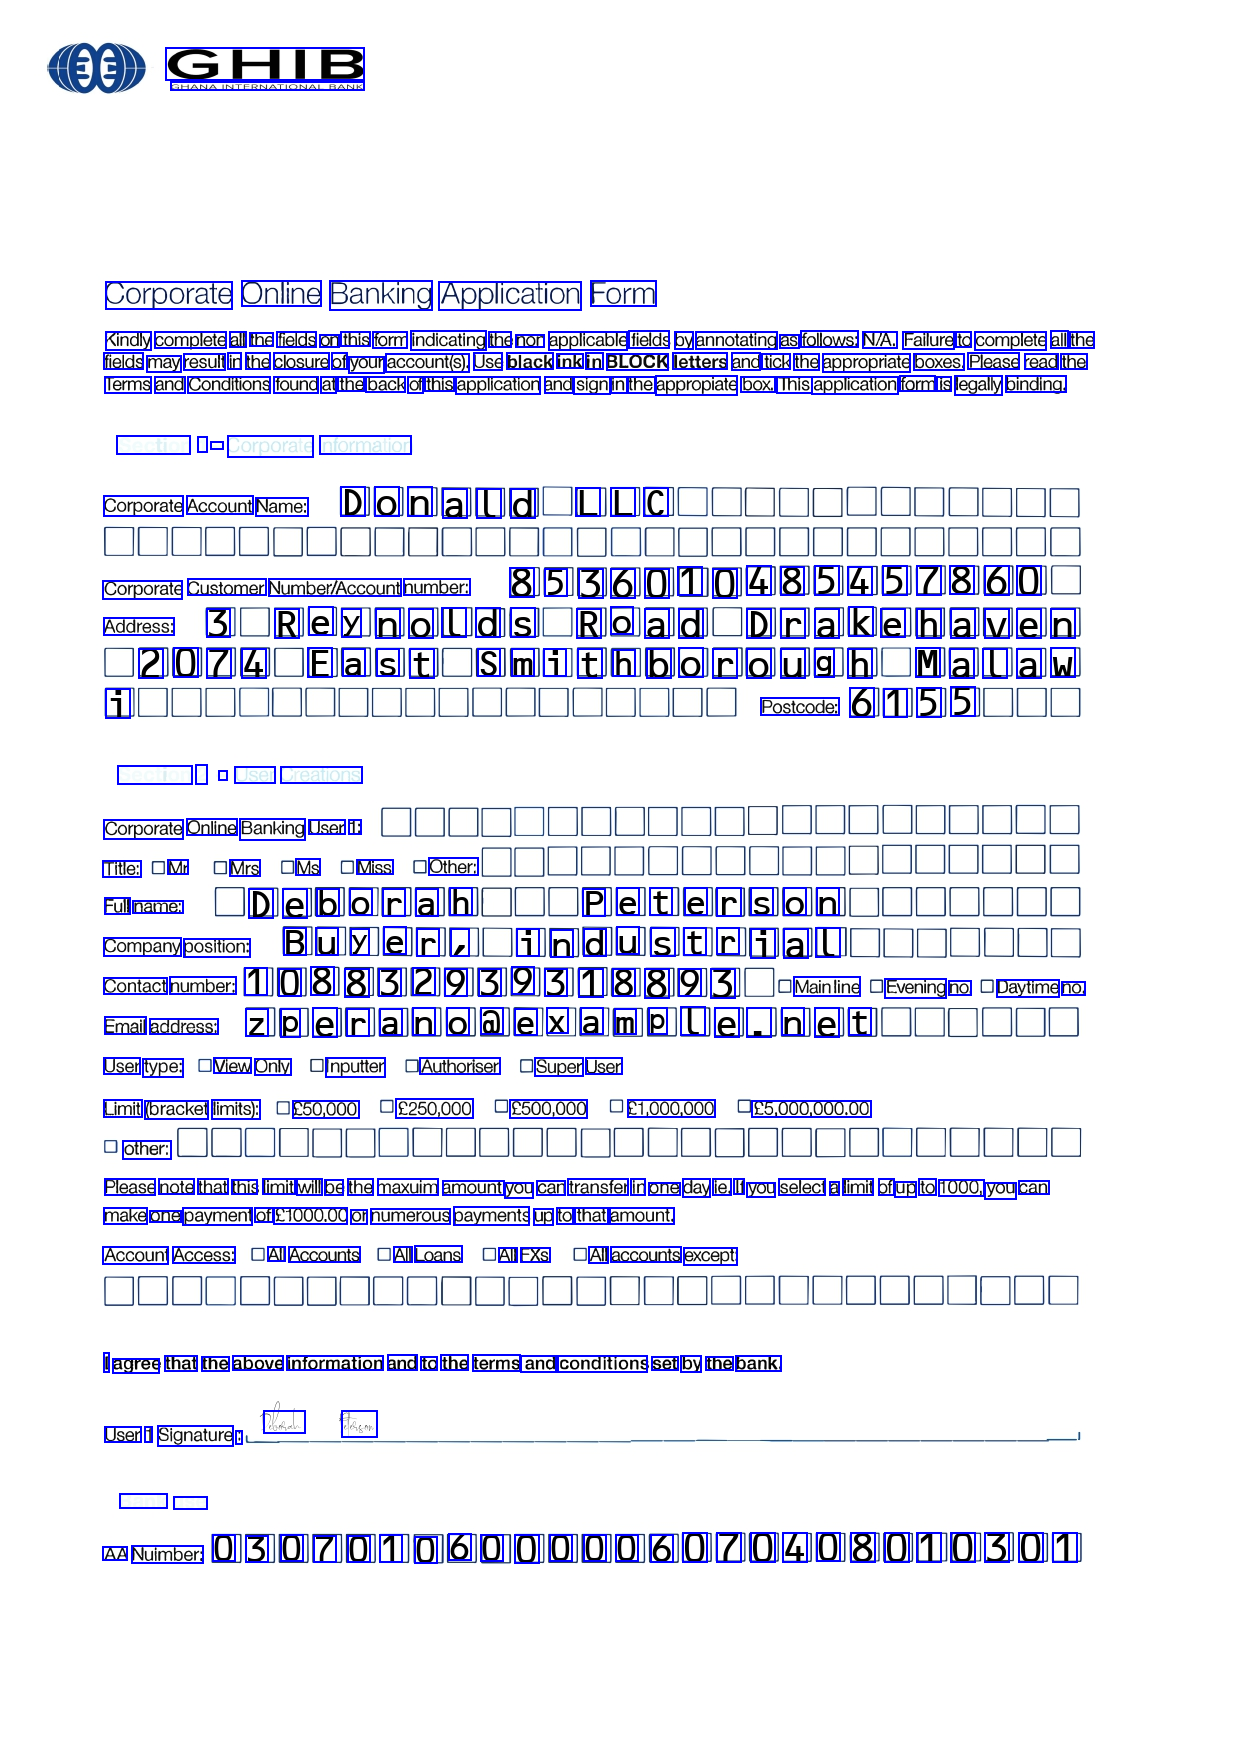 GHIB
GHANA INTERNATIONAL BANK
Corporate Online Banking Application Form
Kindly complete all the fields on this form indicating the non applicable fields by annotating as follows: N/A. Failure to complete all the
fields may result in the closure of your account(s). Use black ink in BLOCK letters and tick the appropriate boxes. Please read the
Terms and Conditions found at the back of this application and sign in the appropiate box. This application form is legally binding.
Section - Corporate Information
Corporate Account Name: Donald LLC
Corporate Customer Number/Account number: 8536010485457860
Address: 3 Reynolds Road Drakehaven
2074 East Smithborough Malaw
i Postcode: 6155
Section - User Creations
Corporate Online Banking User 1:
Title: Mr Mrs Ms Miss Other:
Full name: Deborah Peterson
Company position: Buyer, industrial
Contact number: 108832939318893 Main line Evening no. Daytime no.
Email address: zperano@example.net
User type: View Only Inputter Authoriser Super User
Limit (bracket limits): £50,000 £250,000 £500,000 £1,000,000 £5,000,000.00
other:
Please note that this limit will be the maxuim amount you can transfer in one day ie. If you select a limit of up to 1000, you can
make one payment of £1000.00 or numerous payments up to that amount.
Account Access: All Accounts All Loans All FXs All accounts except
I agree that the above information and to the terms and conditions set by the bank.
User 1 Signature : Deborah Peterson
AA Nuimber: 03070106000006070408010301